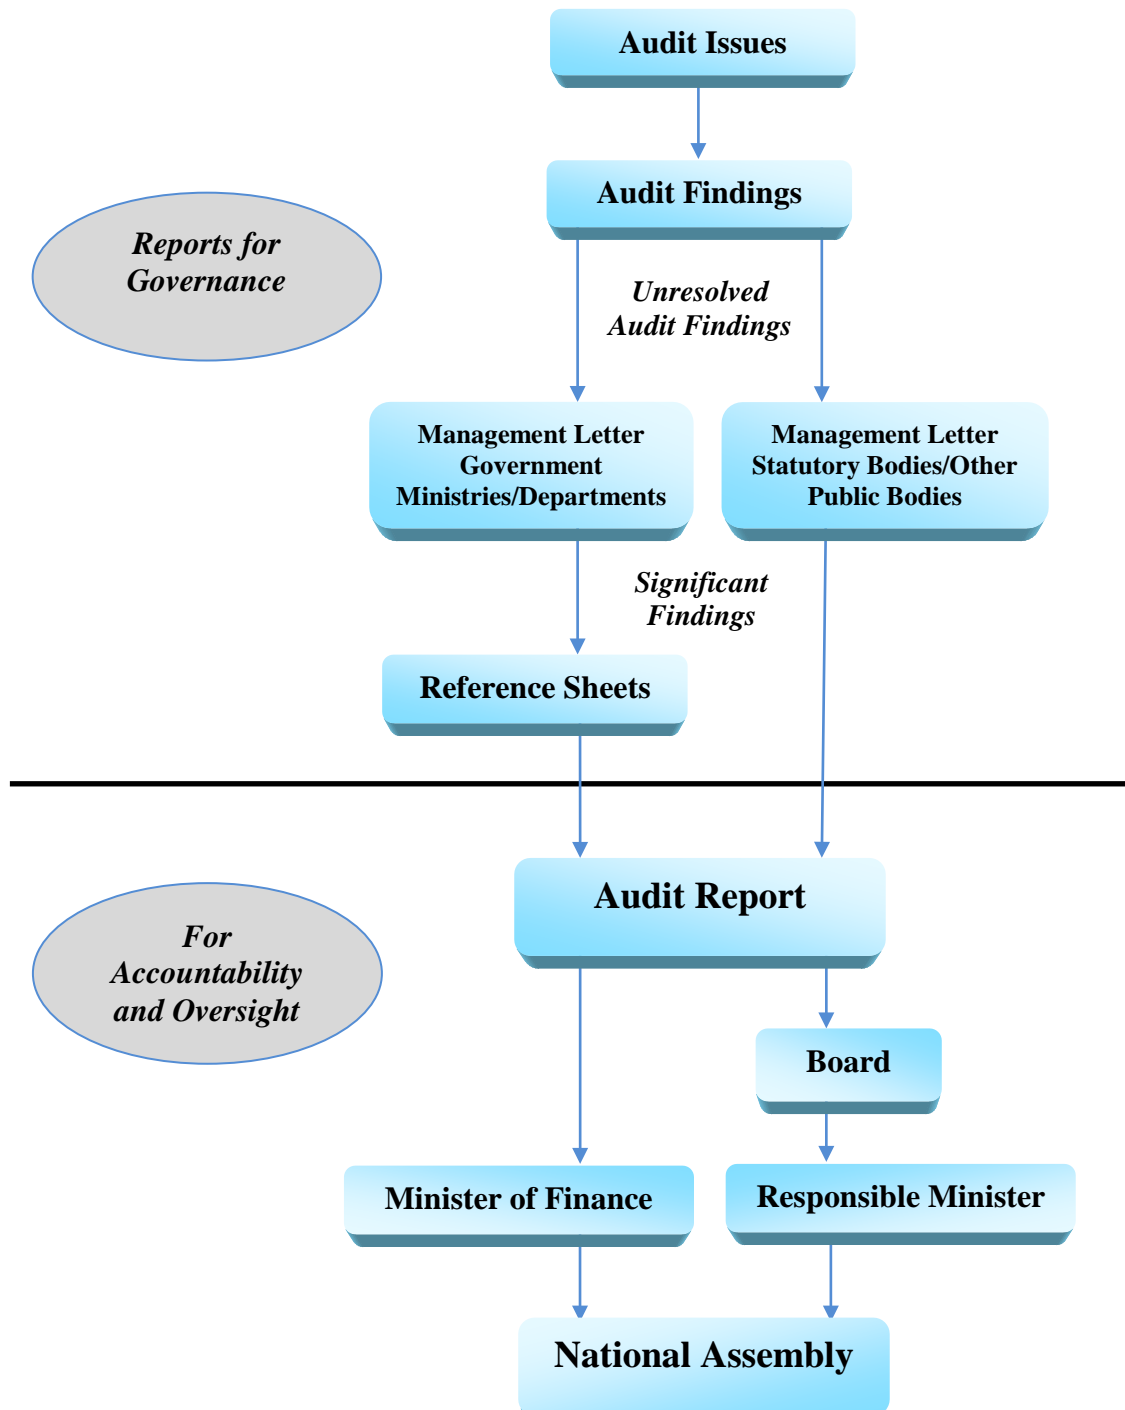 Audit Issues
Audit Findings
Reports for
Governance
Unresolved
Audit Findings
Management Letter
Government
Ministries/Departments
Management Letter
Statutory Bodies/Other
Public Bodies
Significant
Findings
Reference Sheets
Audit Report
For
Accountability
and Oversight
Board
Minister of Finance
Responsible Minister
National Assembly